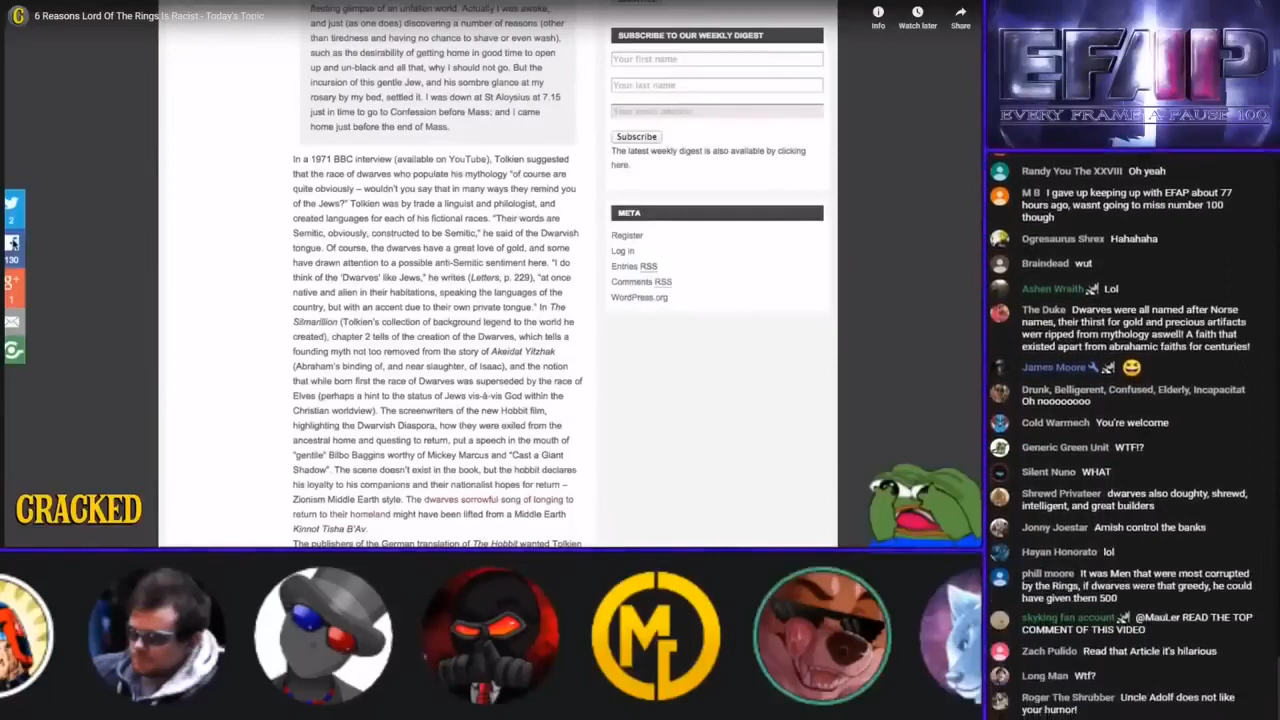 6 Reasons Lord Of The Rings Is Racist - Today's Topic
Info
Watch later
Share
fleeting glimpse of an unfallen world. Actually I was awake,
and just (as one does) discovering a number of reasons (other
than tiredness and having no chance to shave or even wash),
such as the desirability of getting home in good time to open
up and un-black and all that, why I should not go. But the
incursion of this gentle Jew, and his sombre glance at my
rosary by my bed, settled it. I was down at St Aloysius at 7.15
just in time to go to Confession before Mass; and I came
home just before the end of Mass.
In a 1971 BBC interview (available on YouTube), Tolkien suggested
that the race of dwarves who populate his mythology "of course are
quite obviously – wouldn't you say that in many ways they remind you
of the Jews?" Tolkien was by trade a linguist and philologist, and
created languages for each of his fictional races. "Their words are
Semitic, obviously, constructed to be Semitic," he said of the Dwarvish
tongue. Of course, the dwarves have a great love of gold, and some
have drawn attention to a possible anti-Semitic sentiment here. "I do
think of the 'Dwarves' like Jews," he writes (Letters, p. 229), "at once
native and alien in their habitations, speaking the languages of the
country, but with an accent due to their own private tongue." In The
Silmarillion (Tolkien's collection of background legend to the world he
created), chapter 2 tells of the creation of the Dwarves, which tells a
founding myth not too removed from the story of Akeidat Yitzhak
(Abraham's binding of, and near slaughter, of Isaac), and the notion
that while born first the race of Dwarves was superseded by the race of
Elves (perhaps a hint to the status of Jews vis-à-vis God within the
Christian worldview). The screenwriters of the new Hobbit film,
highlighting the Dwarvish Diaspora, how they were exiled from the
ancestral home and questing to return, put a speech in the mouth of
"gentile" Bilbo Baggins worthy of Mickey Marcus and "Cast a Giant
Shadow". The scene doesn't exist in the book, but the hobbit declares
his loyalty to his companions and their nationalist hopes for return –
Zionism Middle Earth style. The dwarves sorrowful song of longing to
return to their homeland might have been lifted from a Middle Earth
Kinnot Tisha B'Av.
The publishers of the German translation of The Hobbit wanted Tolkien
2
130
1
SUBSCRIBE TO OUR WEEKLY DIGEST
Your first name
Your last name
Your email address
Subscribe
The latest weekly digest is also available by clicking
here.
META
Register
Log in
Entries RSS
Comments RSS
WordPress.org
CRACKED
EFAP
EVERY FRAME A PAUSE 100
Randy You The XXVIII Oh yeah
M B I gave up keeping up with EFAP about 77
hours ago, wasnt going to miss number 100
though
Ogresaurus Shrex Hahahaha
Braindead wut
Ashen Wraith Lol
The Duke Dwarves were all named after Norse
names, their thirst for gold and precious artifacts
werr ripped from mythology aswell! A faith that
existed apart from abrahamic faiths for centuries!
James Moore
Drunk, Belligerent, Confused, Elderly, Incapacitat
Oh nooooooo
Cold Warmech You're welcome
Generic Green Unit WTF!?
Silent Nuno WHAT
Shrewd Privateer dwarves also doughty, shrewd,
intelligent, and great builders
Jonny Joestar Amish control the banks
Hayan Honorato lol
phill moore It was Men that were most corrupted
by the Rings, if dwarves were that greedy, he could
have given them 500
skyking fan account @MauLer READ THE TOP
COMMENT OF THIS VIDEO
Zach Pulido Read that Article it's hilarious
Long Man Wtf?
Roger The Shrubber Uncle Adolf does not like
your humor!